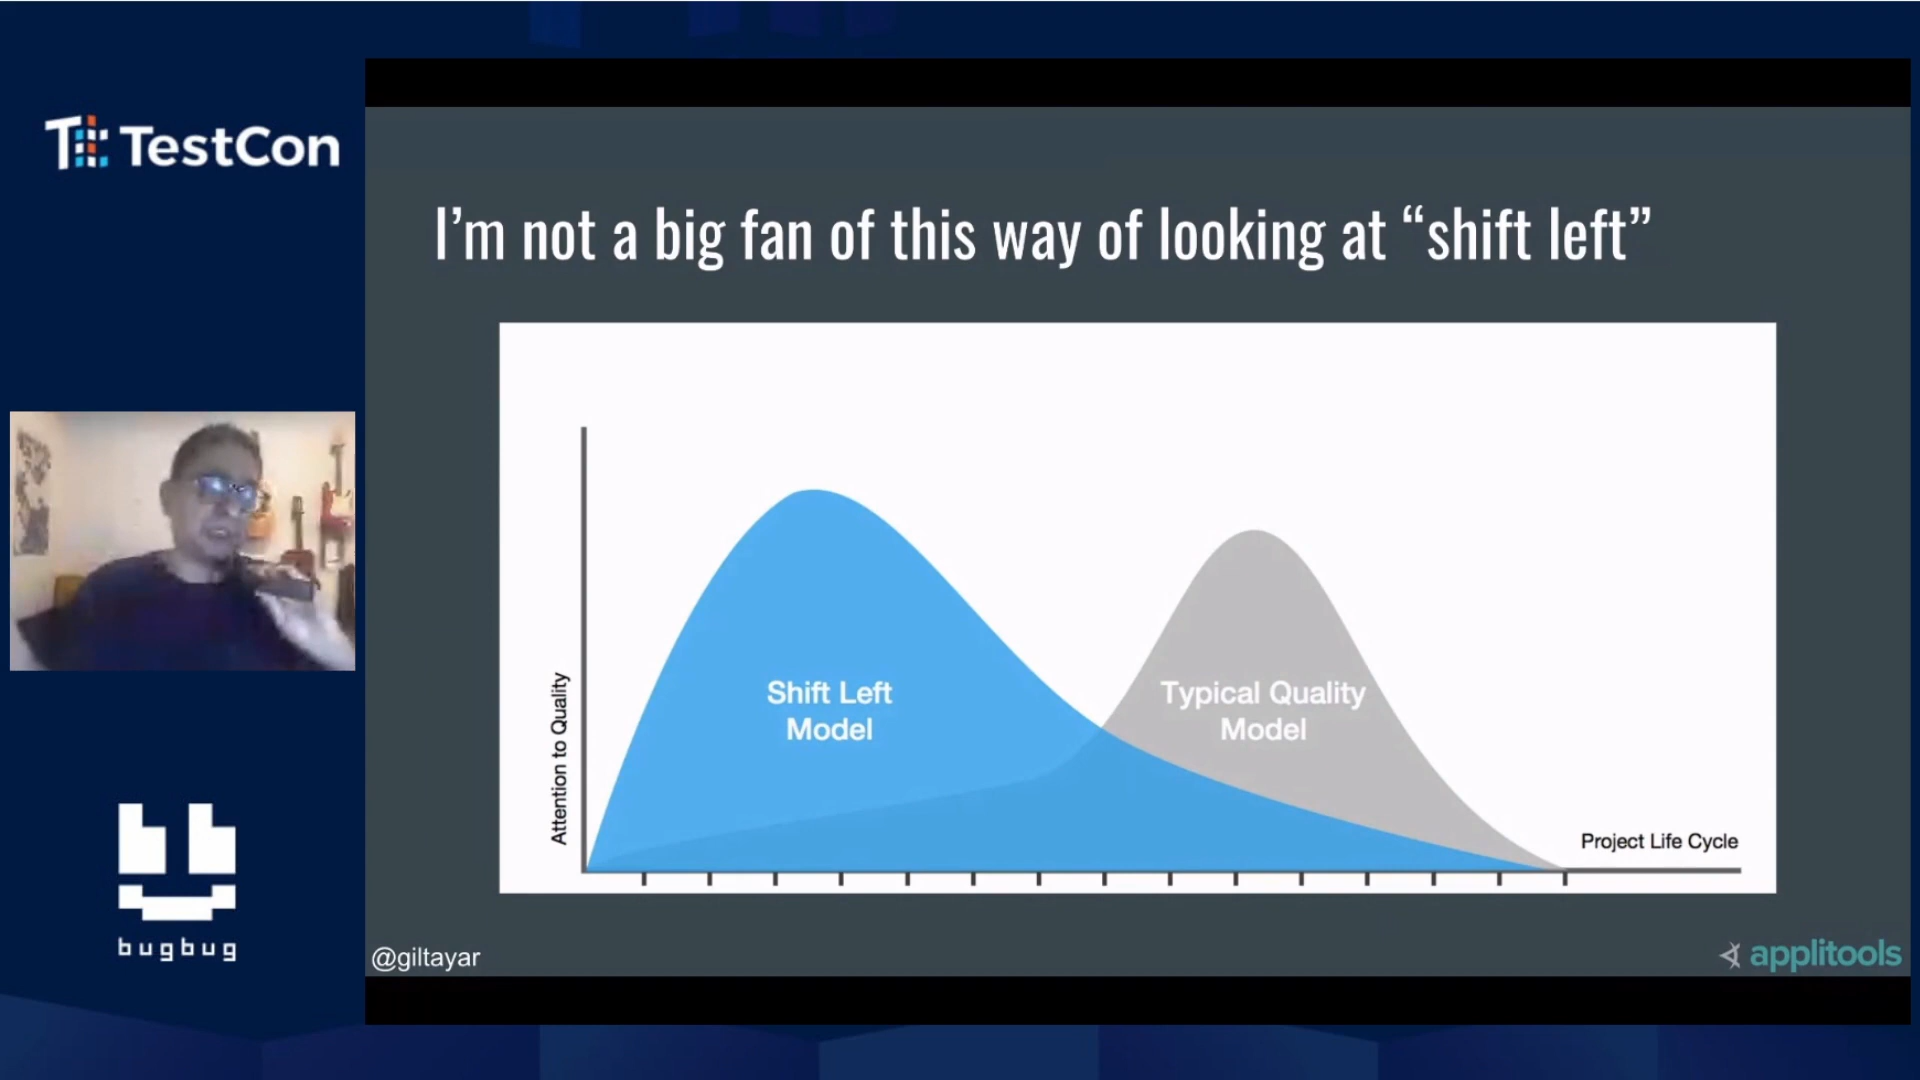 TestCon
I'm not a big fan of this way of looking at “shift left”
Attention to Quality
Shift Left
Model
Typical Quality
Model
Project Life Cycle
bugbug
@giltayar
applitools